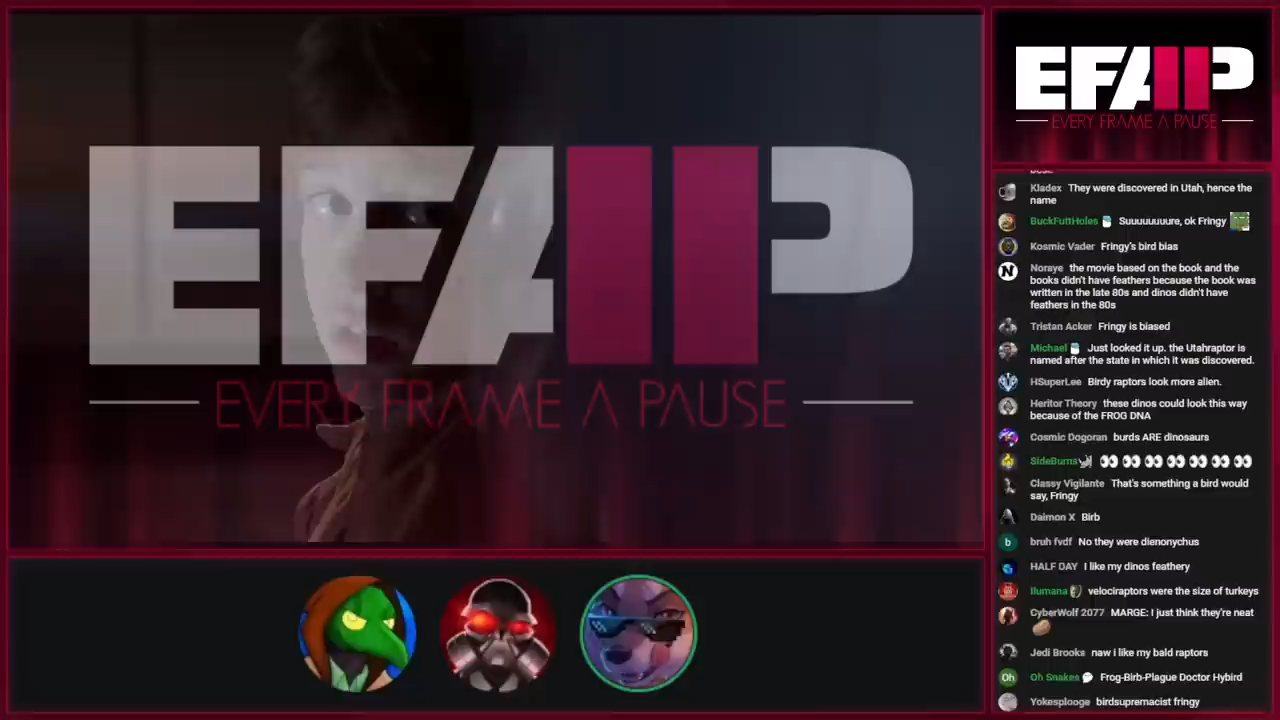 EFAP
EVERY FRAME A PAUSE
EFAP
EVERY FRAME A PAUSE
Kladex They were discovered in Utah, hence the
name
BuckFuttHoles Suuuuuuure, ok Fringy
Kosmic Vader Fringy's bird bias
Noraye the movie based on the book and the
books didn't have feathers because the book was
written in the late 80s and dinos didn't have
feathers in the 80s
Tristan Acker Fringy is biased
Michael Just looked it up. the Utahraptor is
named after the state in which it was discovered.
HSuperLee Birdy raptors look more alien.
Heritor Theory these dinos could look this way
because of the FROG DNA
Cosmic Dogoran burds ARE dinosaurs
SideBurns
Classy Vigilante That's something a bird would
say, Fringy
Daimon X Birb
b bruh fvdf No they were dienonychus
HALF DAY I like my dinos feathery
Ilumana velociraptors were the size of turkeys
CyberWolf 2077 MARGE: I just think they're neat
Jedi Brooks naw i like my bald raptors
Oh Oh Snakes Frog-Birb-Plague Doctor Hybird
Yokesplooge birdsupremacist fringy